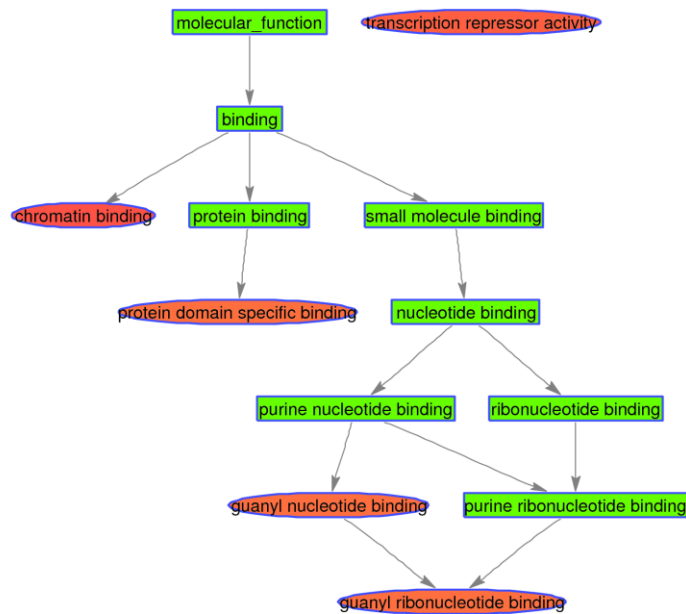 molecular_function
transcription repressor activity
binding
chromatin binding
protein binding
small molecule binding
protein domain specific binding
nucleotide binding
purine nucleotide binding
ribonucleotide binding
guanyl nucleotide binding
purine ribonucleotide binding
guanyl ribonucleotide binding